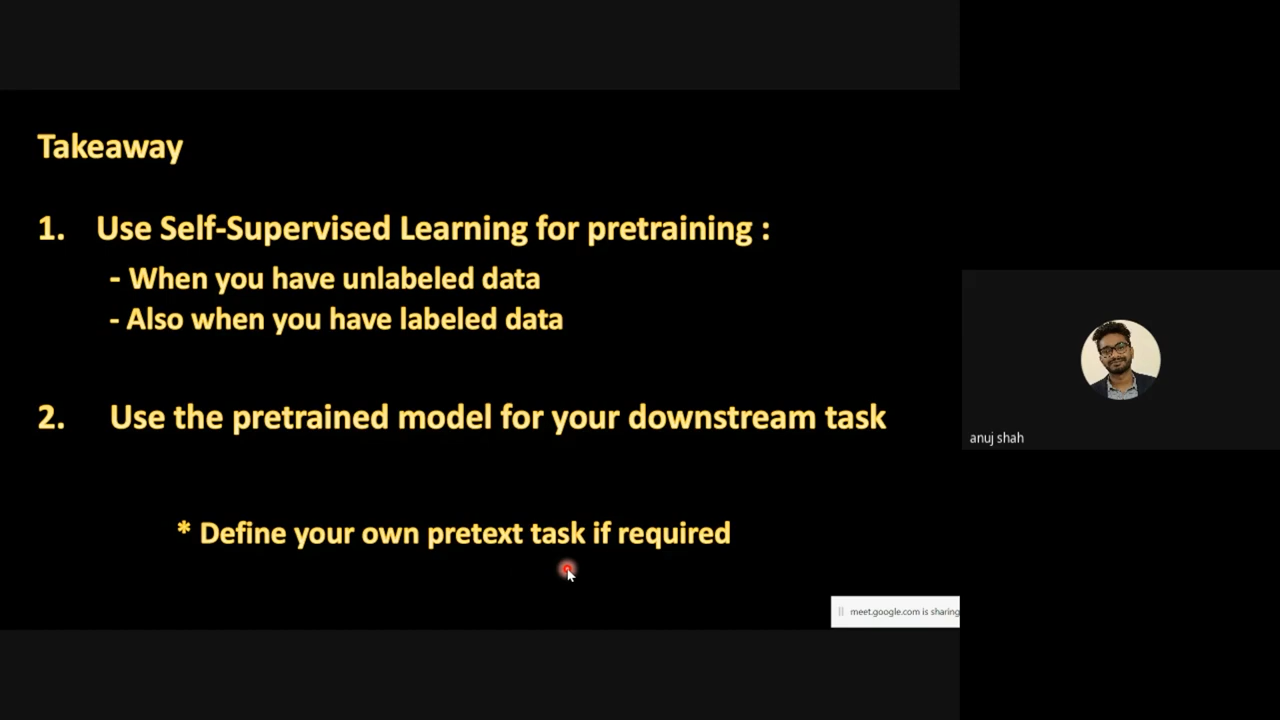 Takeaway
1. Use Self-Supervised Learning for pretraining :
- When you have unlabeled data
- Also when you have labeled data
2. Use the pretrained model for your downstream task
* Define your own pretext task if required
meet.google.com is sharing
anuj shah